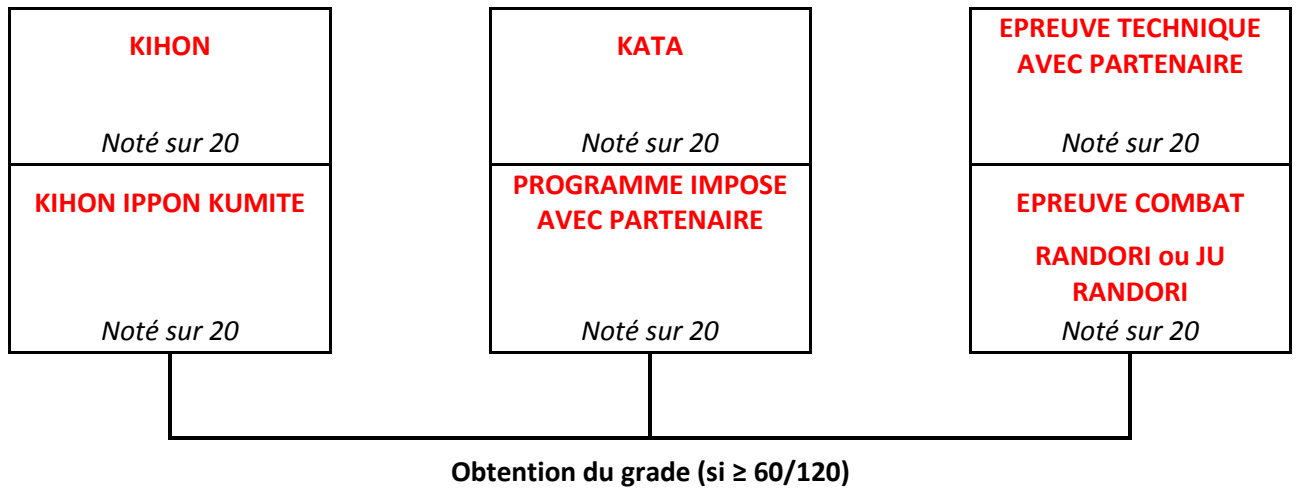 KIHON
Noté sur 20
KIHON IPPON KUMITE
Noté sur 20
KATA
Noté sur 20
PROGRAMME IMPOSE
AVEC PARTENAIRE
Noté sur 20
EPREUVE TECHNIQUE
AVEC PARTENAIRE
Noté sur 20
EPREUVE COMBAT
RANDORI ou JU
RANDORI
Noté sur 20
Obtention du grade (si ≥ 60/120)